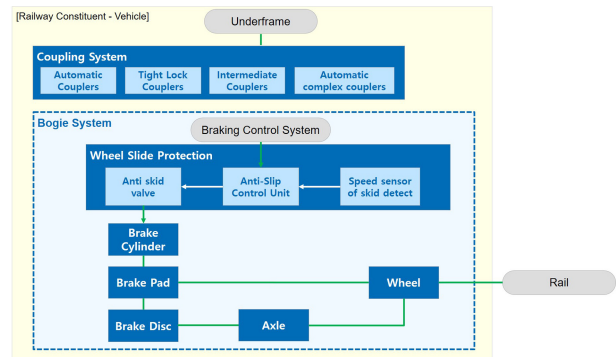 [Railway Constituent - Vehicle]
Underframe
Coupling System
Automatic
Couplers
Tight Lock
Couplers
Intermediate
Couplers
Automatic
complex couplers
Bogie System
Braking Control System
Wheel Slide Protection
Anti skid
valve
Anti-Slip
Control Unit
Speed sensor
of skid detect
Brake
Cylinder
Brake Pad
Wheel
Rail
Brake Disc
Axle